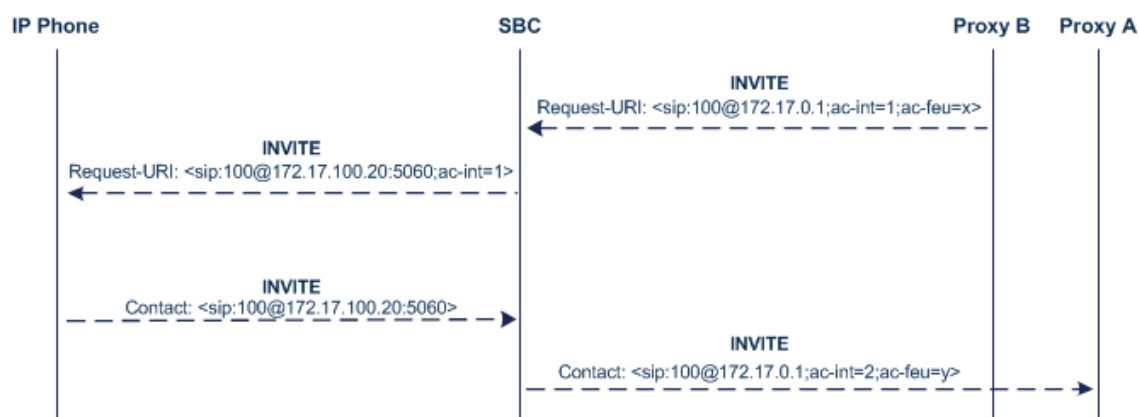 IP Phone SBC Proxy B Proxy A
INVITE
Request-URI: <sip:100@172.17.0.1;ac-int=1;ac-feu=x>
INVITE
Request-URI: <sip:100@172.17.100.20:5060;ac-int=1>
INVITE
Contact: <sip:100@172.17.100.20:5060>
INVITE
Contact: <sip:100@172.17.0.1;ac-int=2;ac-feu=y>